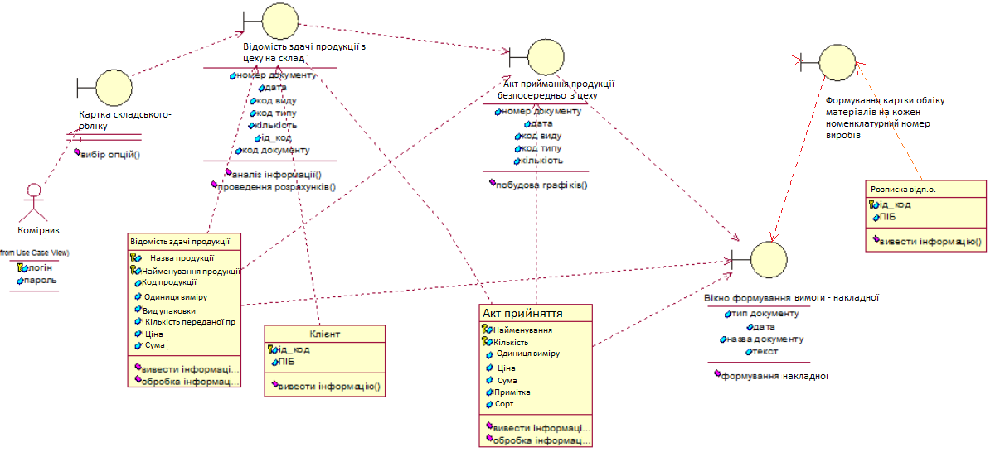 Відомість здачі продукції з
цеху на склад
номер документу
дата
код виду
код типу
кількість
ід_код
код документу
аналіз інформації()
проведення розрахунків()
Акт приймання продукції
безпосередньо з цеху
номер документу
дата
код виду
код типу
кількість
побудова графіків()
Формування картки обліку
матеріалів на кожен
номенклатурний номер
виробів
Картка складського-
обліку
вибір опцій()
Комірник
from Use Case View)
логін
пароль
Розписка відп.о.
ід_код
ПІБ
вивести інформацію()
Відомість здачі продукції
Назва продукції
Найменування продукції
Код продукції
Одиниця виміру
Вид упаковки
Кількість переданої пр
Ціна
Сума
вивести інформаці...
обробка інформац...
Клієнт
ід_код
ПІБ
вивести інформацію()
Акт прийняття
Найменування
Кількість
Одиниця виміру
Ціна
Сума
Примітка
Сорт
вивести інформаці...
обробка інформац...
Вікно формування вимоги - накладної
тип документу
дата
назва документу
текст
формування накладної